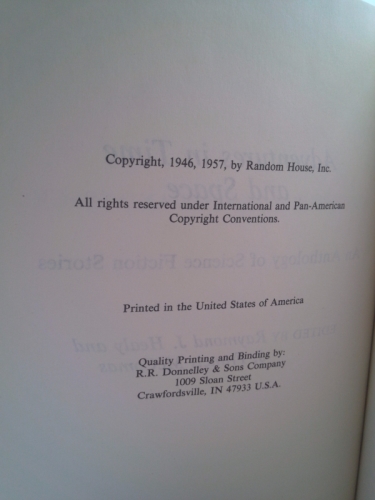 Copyright, 1946, 1957, by Random House, Inc.
All rights reserved under International and Pan-American
Copyright Conventions.
Printed in the United States of America
Quality Printing and Binding by:
R.R. Donnelley & Sons Company
1009 Sloan Street
Crawfordsville, IN 47933 U.S.A.